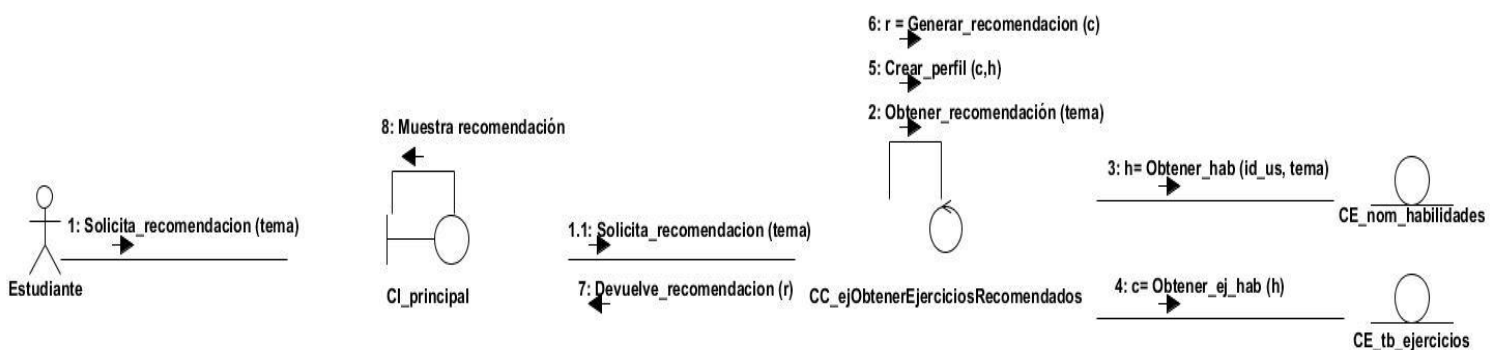 6: r = Generar_recomendacion (c)
5: Crear_perfil (c,h)
2: Obtener_recomendación (tema)
8: Muestra recomendación
3: h= Obtener_hab (id_us, tema)
CE_nom_habilidades
1: Solicita_recomendacion (tema)
1.1: Solicita_recomendacion (tema)
Estudiante
CI_principal
7: Devuelve_recomendacion (r)
CC_ejObtenerEjerciciosRecomendados
4: c= Obtener_ej_hab (h)
CE_tb_ejercicios